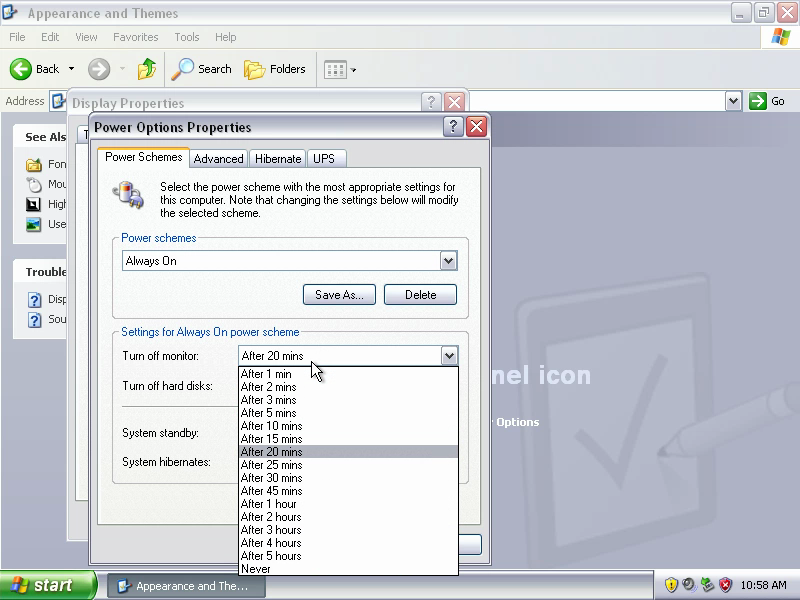 Appearance and Themes
File Edit View Favorites Tools Help
Back Search Folders
Address Go
Display Properties
Power Options Properties
See Als
Power Schemes Advanced Hibernate UPS
Fon
Select the power scheme with the most appropriate settings for
Mou
this computer. Note that changing the settings below will modify
High
the selected scheme.
Use
Power schemes
Always On
Trouble
Disp
Save As... Delete
Sou
Settings for Always On power scheme
Turn off monitor: After 20 mins
After 1 min
nel icon
Turn off hard disks:
After 2 mins
After 3 mins
After 5 mins
Options
After 10 mins
System standby:
After 15 mins
After 20 mins
System hibernates:
After 25 mins
After 30 mins
After 45 mins
After 1 hour
After 2 hours
After 3 hours
After 4 hours
After 5 hours
Never
start Appearance and The... 10:58 AM